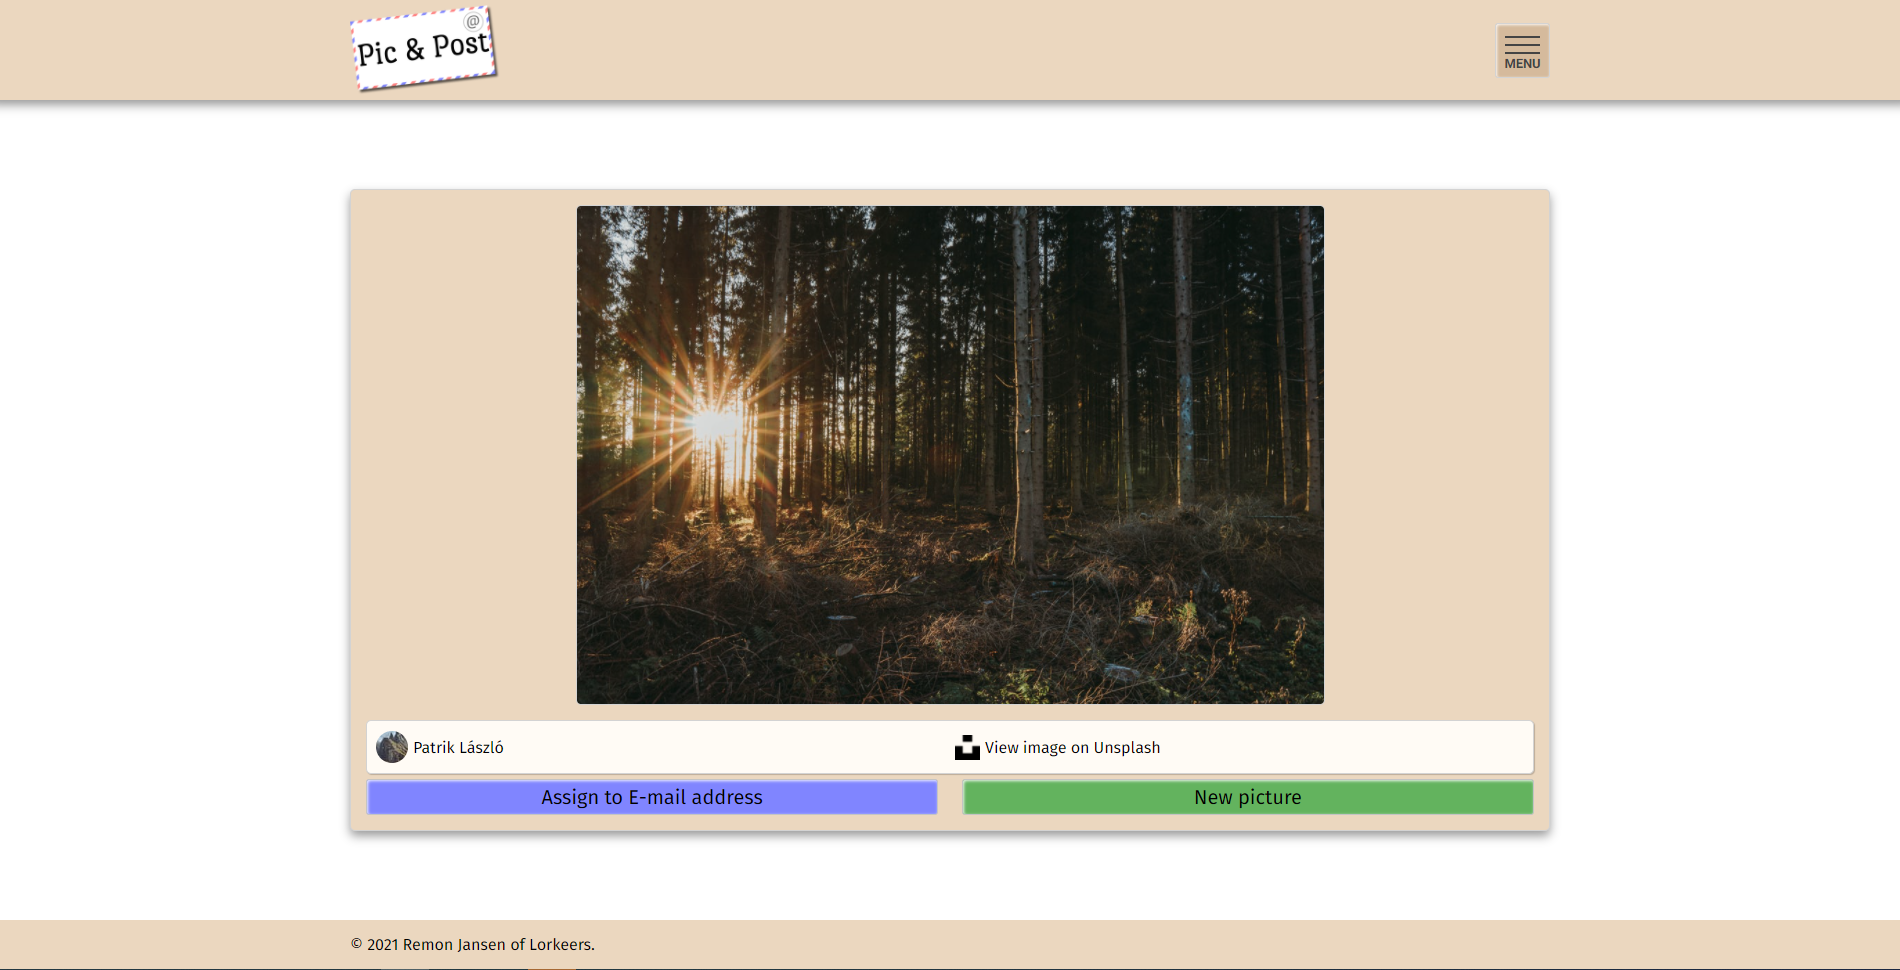 @
Pic & Post
MENU
Patrik László
View image on Unsplash
Assign to E-mail address
New picture
© 2021 Remon Jansen of Lorkeers.